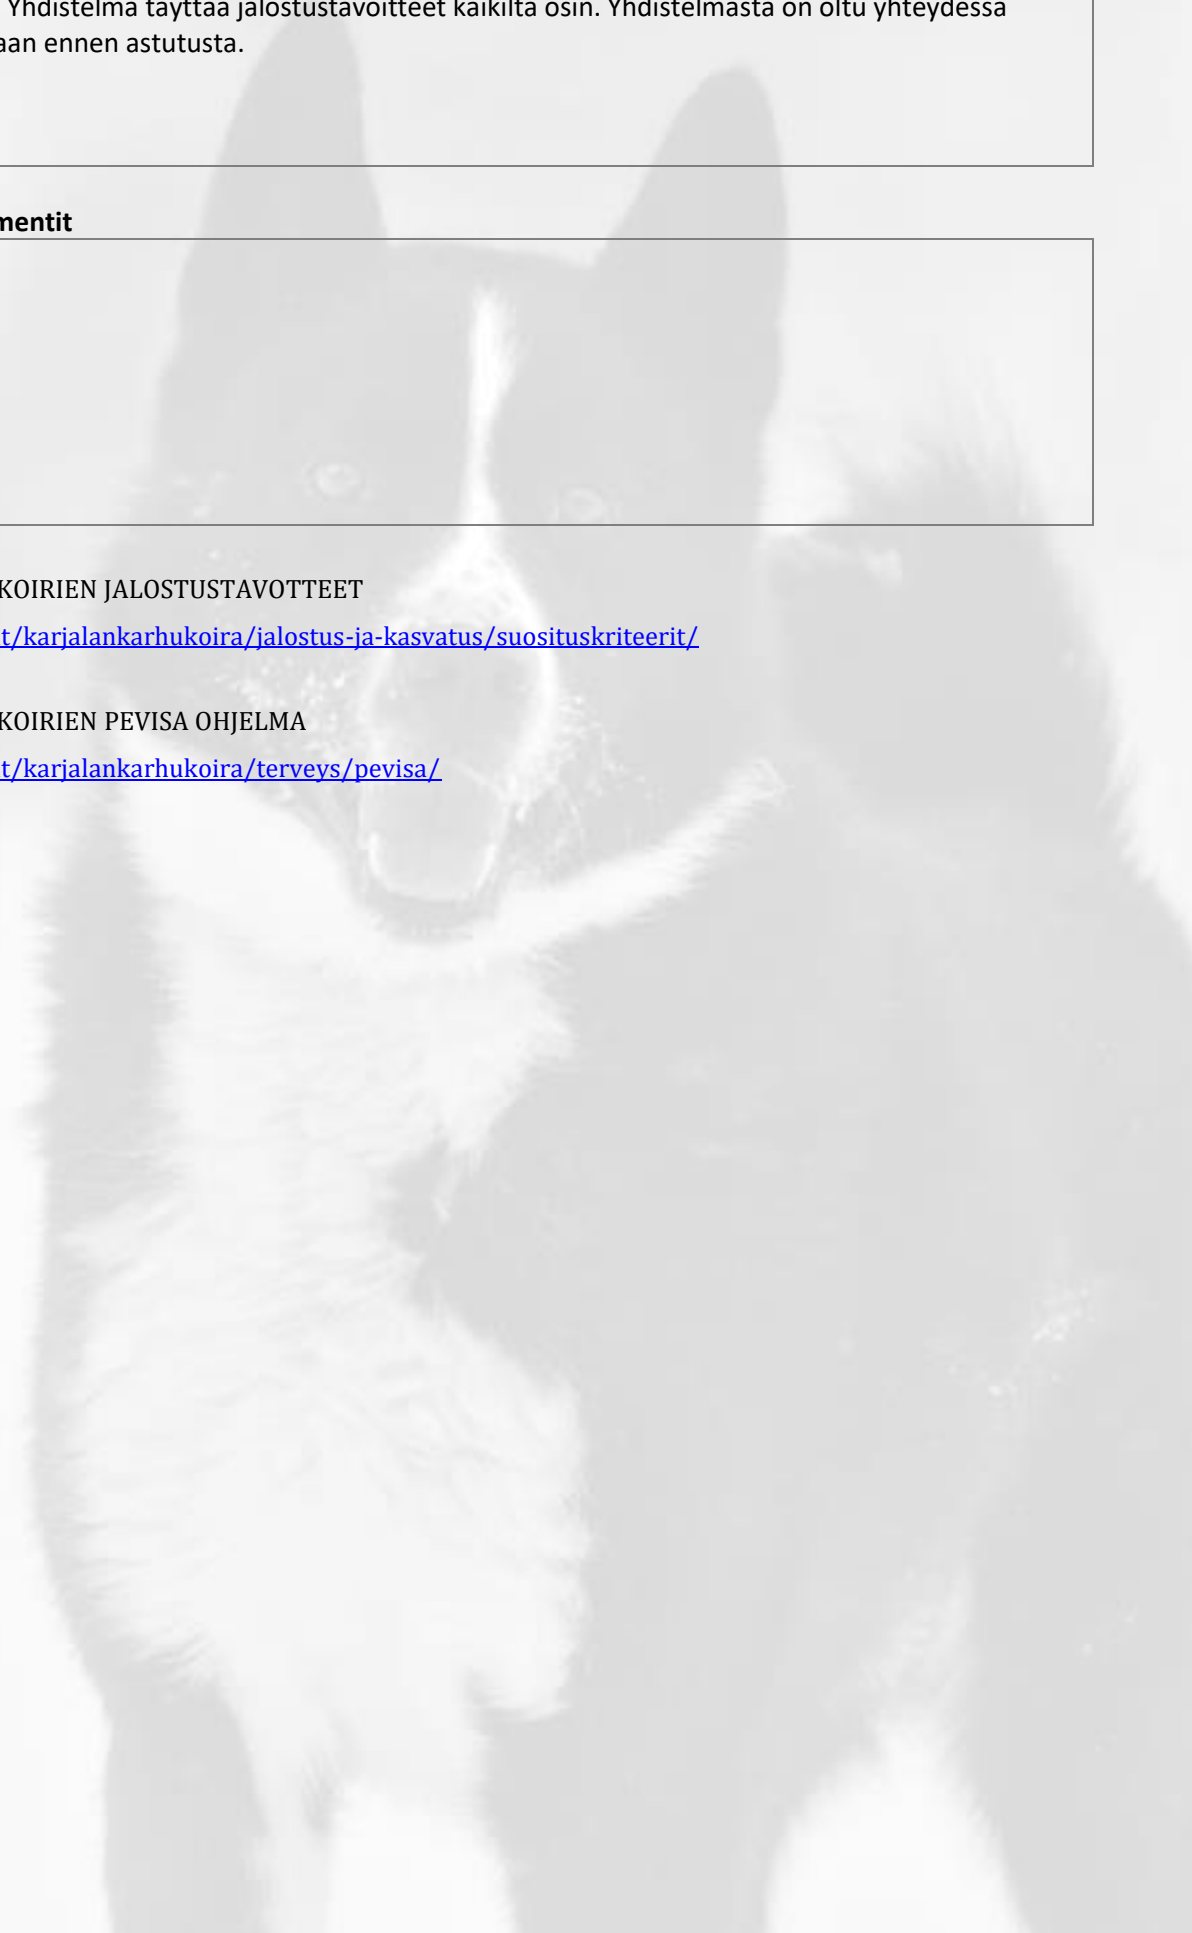 Yhdistelmä täyttää jalostustavoitteet kaikilta osin. Yhdistelmästä on oltu yhteydessä
aan ennen astutusta.
mentit
KOIRIEN JALOSTUSTAVOTTEET
t/karjalankarhukoira/jalostus-ja-kasvatus/suosituskriteerit/
KOIRIEN PEVISA OHJELMA
t/karjalankarhukoira/terveys/pevisa/